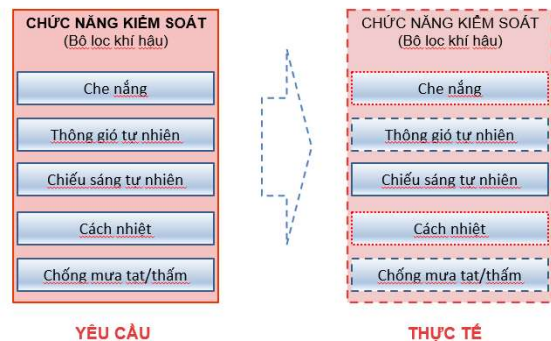 CHỨC NĂNG KIỂM SOÁT
(Bộ lọc khí hậu)
Che nắng
Thông gió tự nhiên
Chiếu sáng tự nhiên
Cách nhiệt
Chống mưa tạt/thấm
YÊU CẦU
CHỨC NĂNG KIỂM SOÁT
(Bộ lọc khí hậu)
Che nắng
Thông gió tự nhiên
Chiếu sáng tự nhiên
Cách nhiệt
Chống mưa tạt/thấm
THỰC TẾ